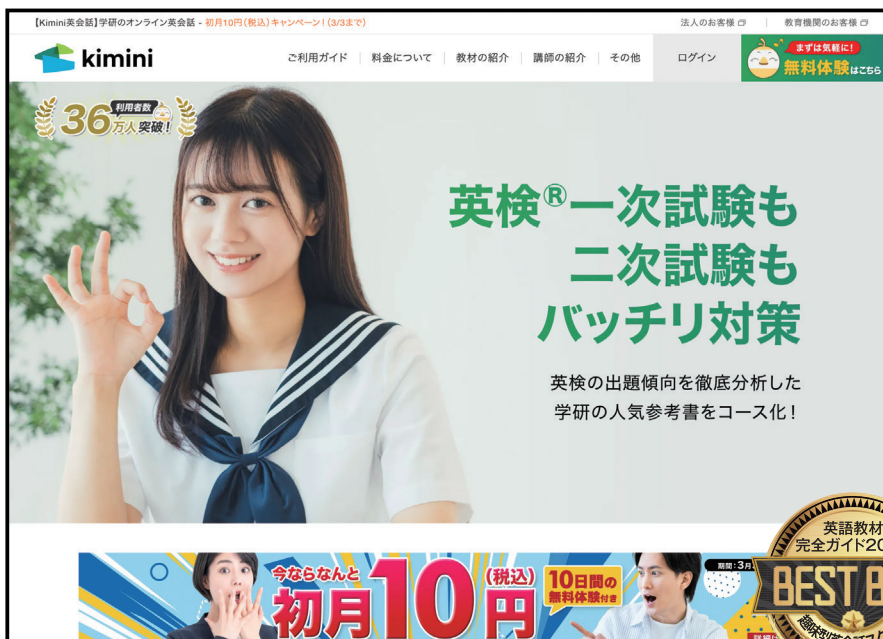 【Kimini英会話】学研のオンライン英会話 - 初月10円(税込)キャンペーン！(3/3まで)
法人のお客様
教育機関のお客様
kimini
ご利用ガイド
料金について
教材の紹介
講師の紹介
その他
ログイン
まずは気軽に！
無料体験はこちら
利用者数
36万人突破！
英検®一次試験も
二次試験も
バッチリ対策
英検の出題傾向を徹底分析した
学研の人気参考書をコース化！
今ならなんと
初月10円
(税込)
10日間の
無料体験付き
期間：3月
英語教材
完全ガイド20
BEST B